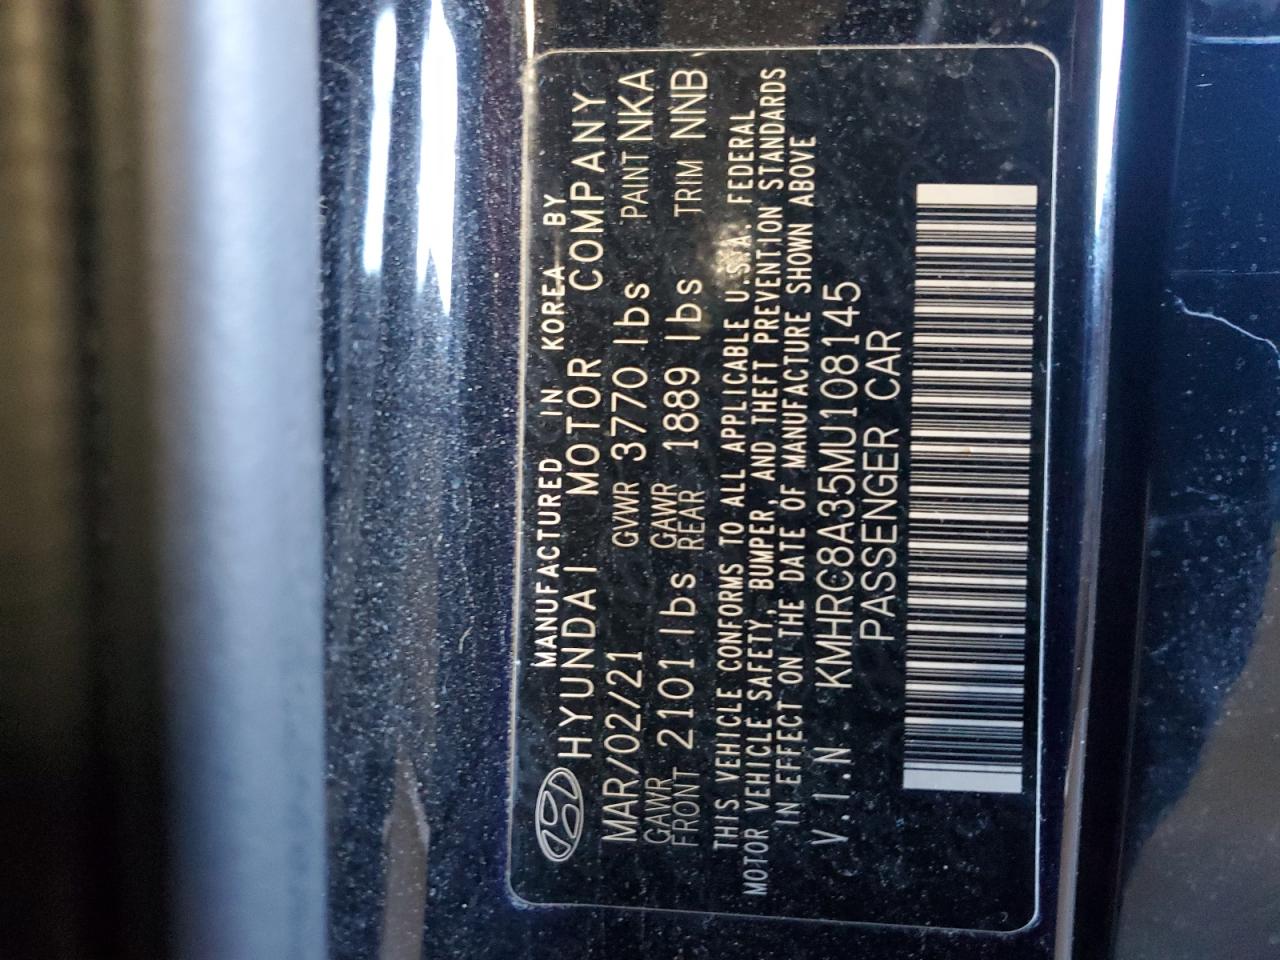 MANUFACTURED IN KOREA BY
HYUNDAI MOTOR COMPANY
MAR/02/21 GVWR 3770 lbs PAINT NKA
GAWR FRONT 2101 lbs GAWR REAR 1889 lbs TRIM NNB
THIS VEHICLE CONFORMS TO ALL APPLICABLE U.S.A. FEDERAL
MOTOR VEHICLE SAFETY, BUMPER, AND THEFT PREVENTION STANDARDS
IN EFFECT ON THE DATE OF MANUFACTURE SHOWN ABOVE
V.I.N KMHRC8A35MU108145
PASSENGER CAR